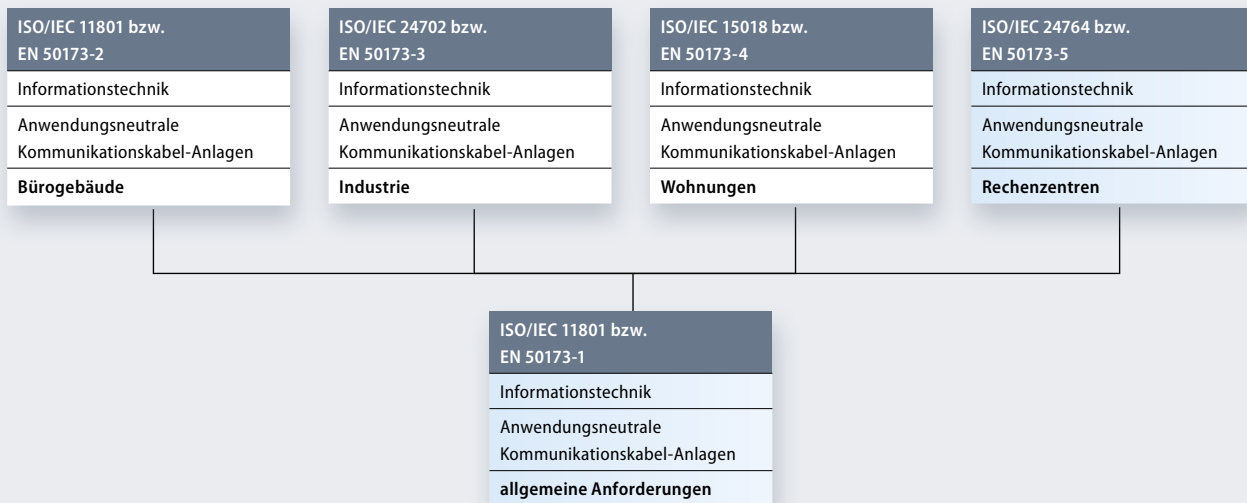 ISO/IEC 11801 bzw.
EN 50173-2
Informationstechnik
Anwendungsneutrale
Kommunikationskabel-Anlagen
Bürogebäude
ISO/IEC 24702 bzw.
EN 50173-3
Informationstechnik
Anwendungsneutrale
Kommunikationskabel-Anlagen
Industrie
ISO/IEC 15018 bzw.
EN 50173-4
Informationstechnik
Anwendungsneutrale
Kommunikationskabel-Anlagen
Wohnungen
ISO/IEC 24764 bzw.
EN 50173-5
Informationstechnik
Anwendungsneutrale
Kommunikationskabel-Anlagen
Rechenzentren
ISO/IEC 11801 bzw.
EN 50173-1
Informationstechnik
Anwendungsneutrale
Kommunikationskabel-Anlagen
allgemeine Anforderungen